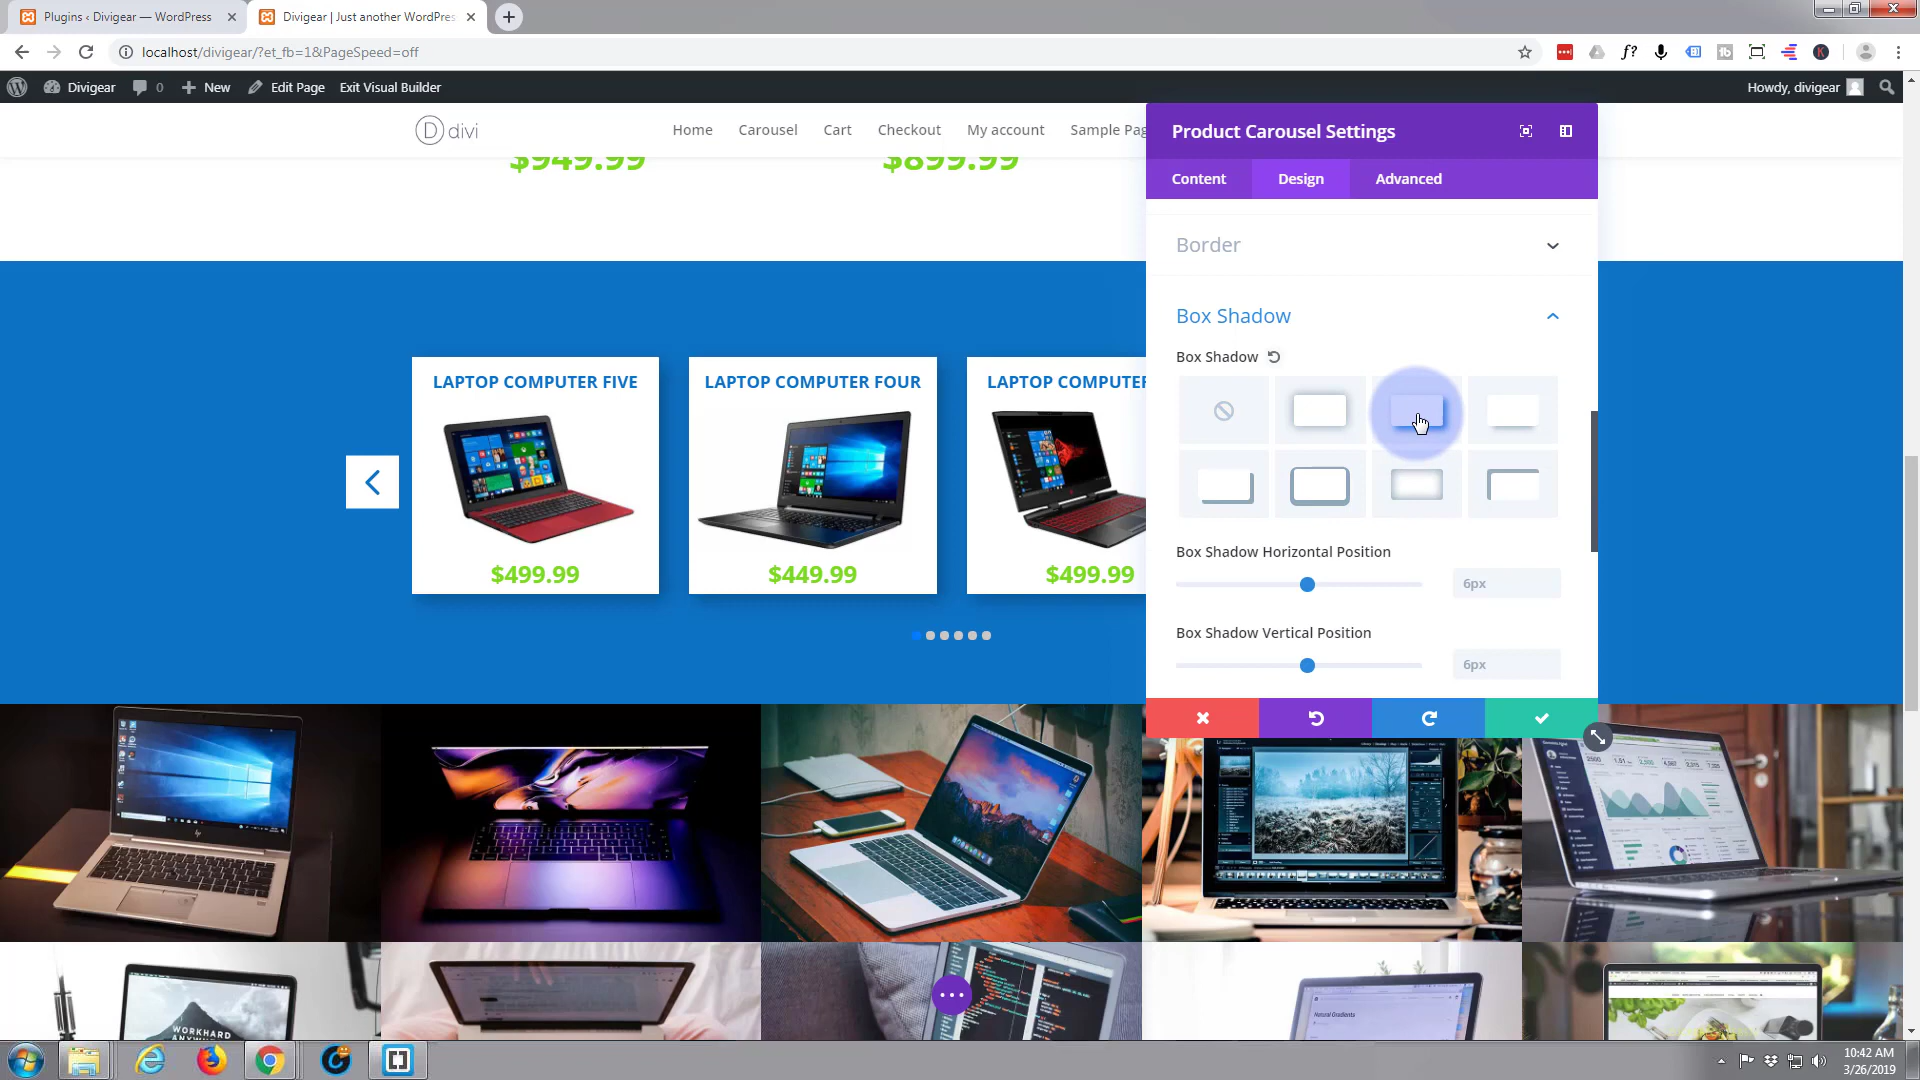 Plugins ‹ Divigear — WordPress
Divigear | Just another WordPres
localhost/divigear/?et_fb=1&PageSpeed=off
Divigear
0
New
Edit Page
Exit Visual Builder
Howdy, divigear
D divi
Home
Carousel
Cart
Checkout
My account
Sample Pag
$949.99
$899.99
Product Carousel Settings
Content
Design
Advanced
Border
Box Shadow
Box Shadow
Box Shadow Horizontal Position
6px
Box Shadow Vertical Position
6px
LAPTOP COMPUTER FIVE
LAPTOP COMPUTER FOUR
LAPTOP COMPUTER
$499.99
$449.99
$499.99
WORKHARD
ANYWHERE
Natural Gradients
10:42 AM
3/26/2019